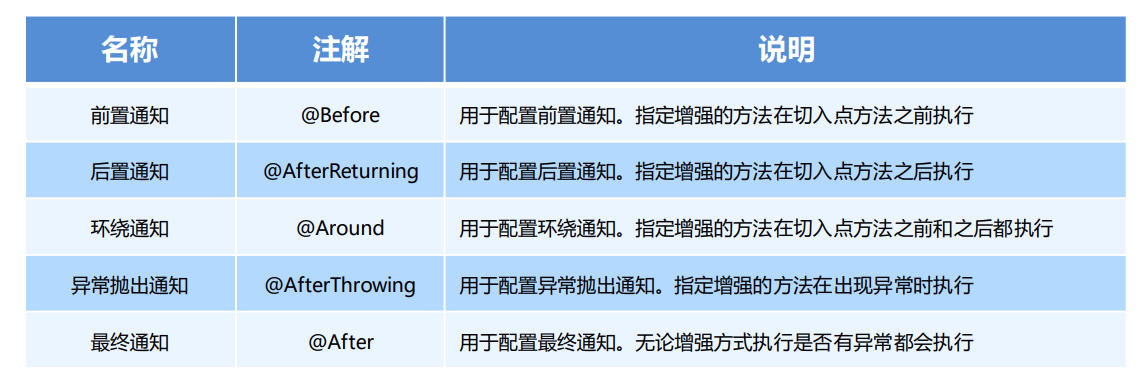 名称 注解 说明
前置通知 @Before 用于配置前置通知。指定增强的方法在切入点方法之前执行
后置通知 @AfterReturning 用于配置后置通知。指定增强的方法在切入点方法之后执行
环绕通知 @Around 用于配置环绕通知。指定增强的方法在切入点方法之前和之后都执行
异常抛出通知 @AfterThrowing 用于配置异常抛出通知。指定增强的方法在出现异常时执行
最终通知 @After 用于配置最终通知。无论增强方式执行是否有异常都会执行